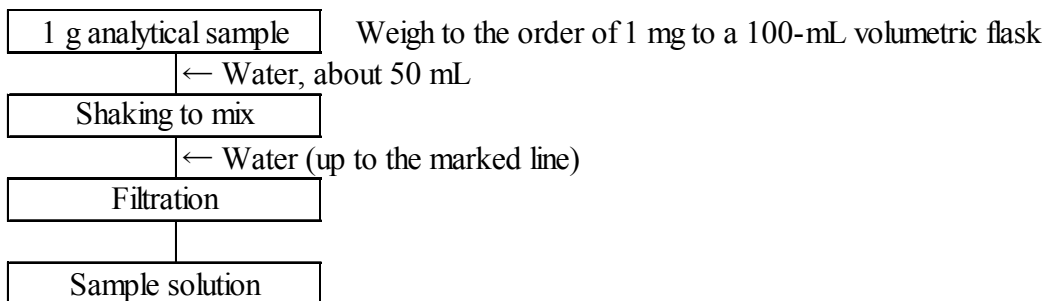 1 g analytical sample Weigh to the order of 1 mg to a 100-mL volumetric flask
← Water, about 50 mL
Shaking to mix
← Water (up to the marked line)
Filtration
Sample solution